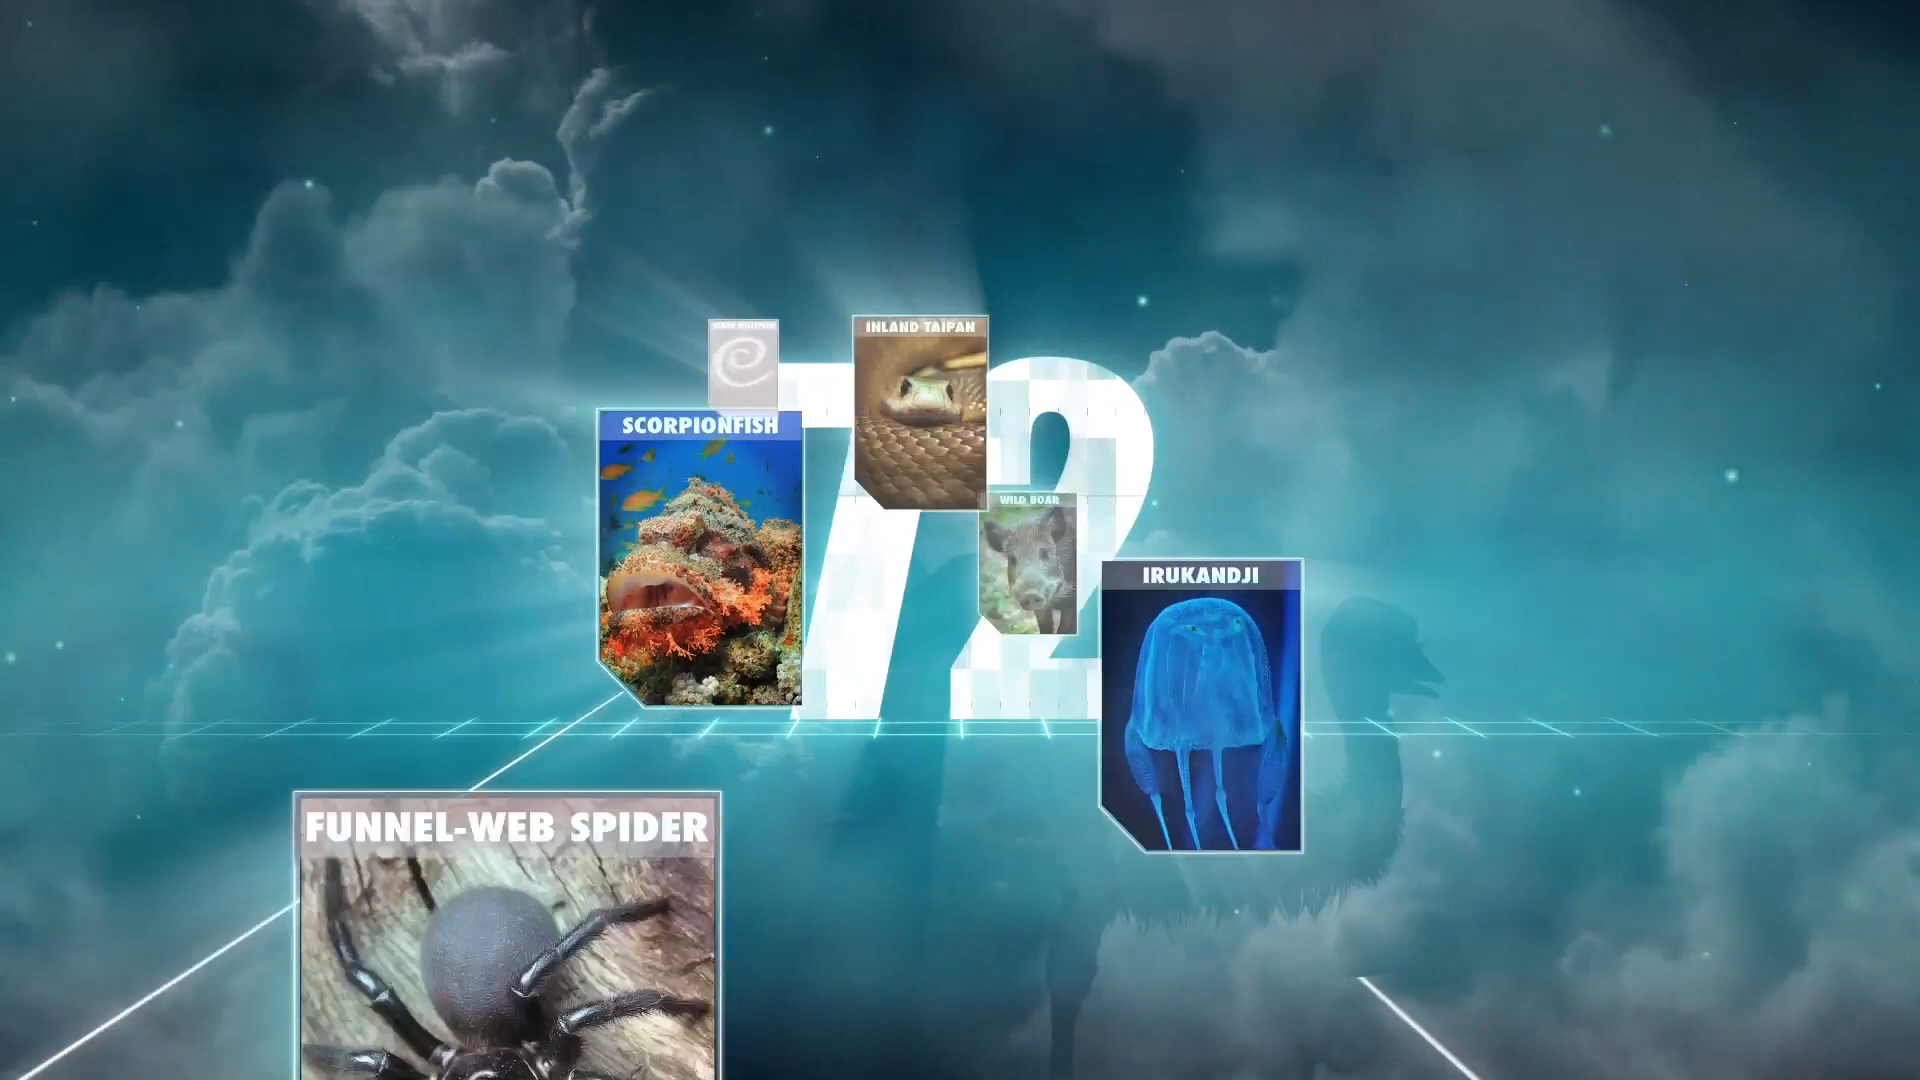 INLAND TAIPAN
SCORPIONFISH
72
WILD BOAR
IRUKANDJI
FUNNEL-WEB SPIDER